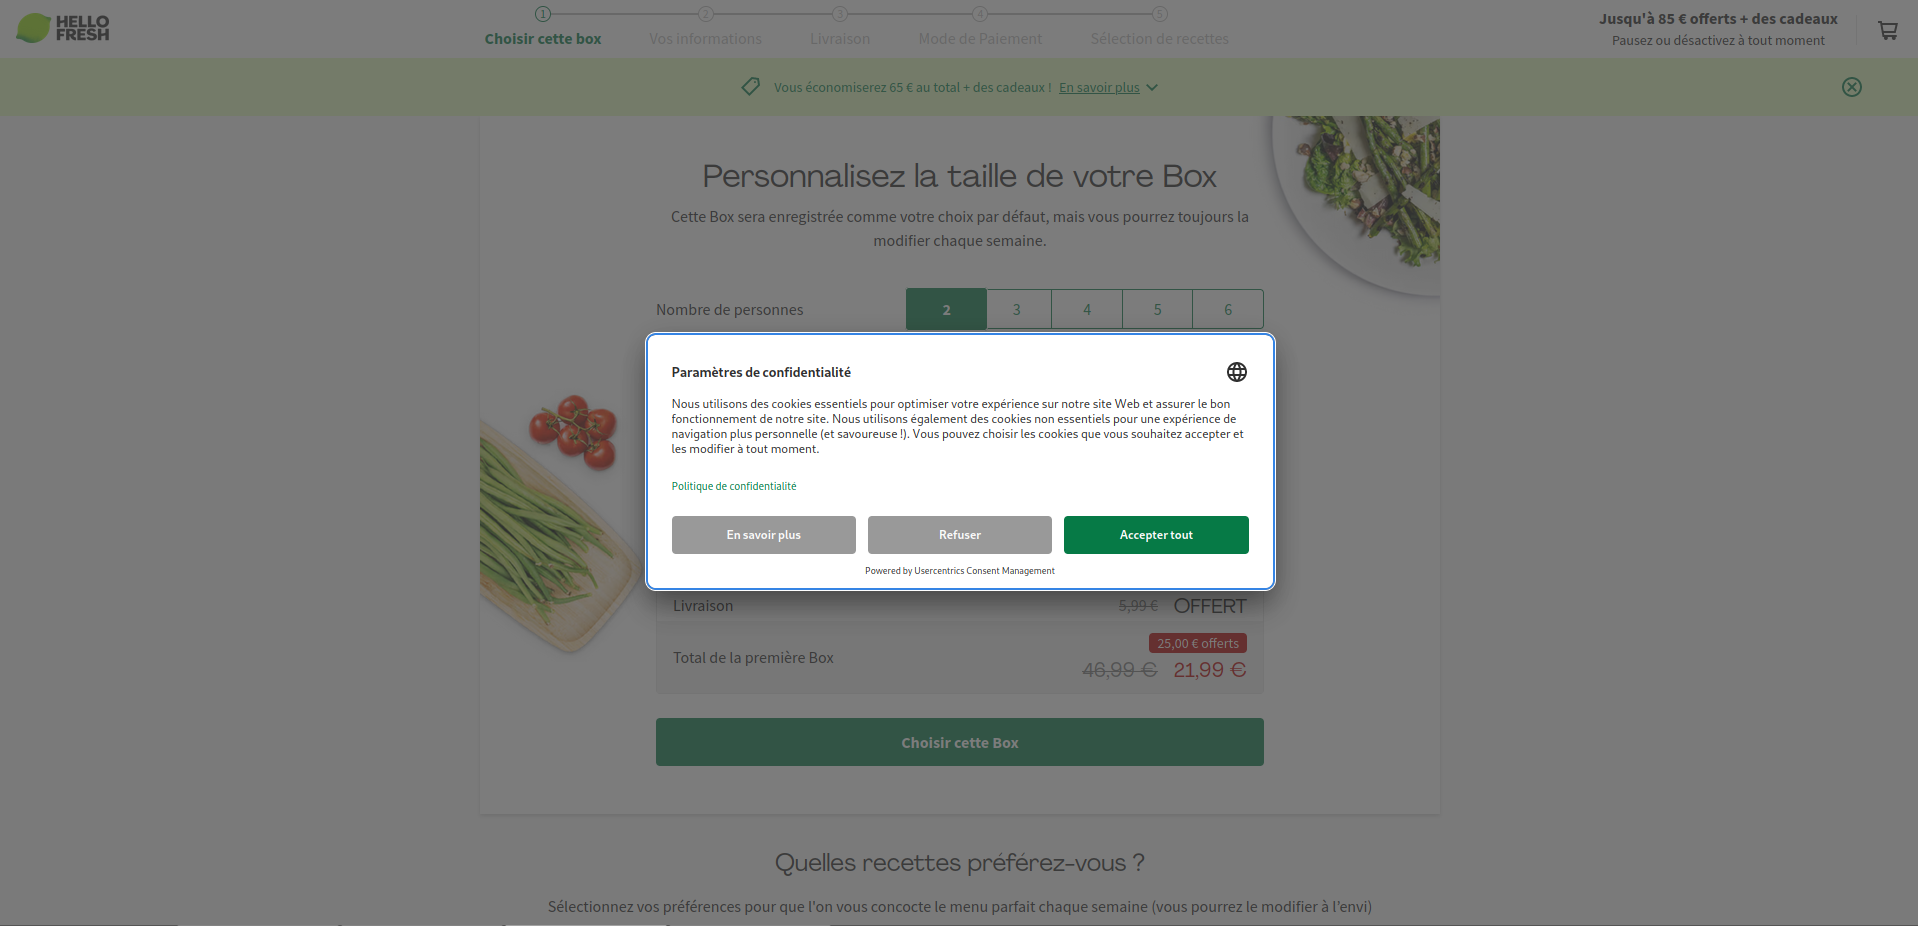 HELLO
FRESH
1
2
3
4
5
Choisir cette box
Vos informations
Livraison
Mode de Paiement
Sélection de recettes
Jusqu'à 85 € offerts + des cadeaux
Pausez ou désactivez à tout moment
Vous économiserez 65 € au total + des cadeaux ! En savoir plus
Personnalisez la taille de votre Box
Cette Box sera enregistrée comme votre choix par défaut, mais vous pourrez toujours la
modifier chaque semaine.
Nombre de personnes
2
3
4
5
6
Paramètres de confidentialité
Nous utilisons des cookies essentiels pour optimiser votre expérience sur notre site Web et assurer le bon
fonctionnement de notre site. Nous utilisons également des cookies non essentiels pour une expérience de
navigation plus personnelle (et savoureuse !). Vous pouvez choisir les cookies que vous souhaitez accepter et
les modifier à tout moment.
Politique de confidentialité
En savoir plus
Refuser
Accepter tout
Powered by Usercentrics Consent Management
Livraison
5,99 € OFFERT
25,00 € offerts
Total de la première Box
46,99 € 21,99 €
Choisir cette Box
Quelles recettes préférez-vous ?
Sélectionnez vos préférences pour que l'on vous concocte le menu parfait chaque semaine (vous pourrez le modifier à l'envi)